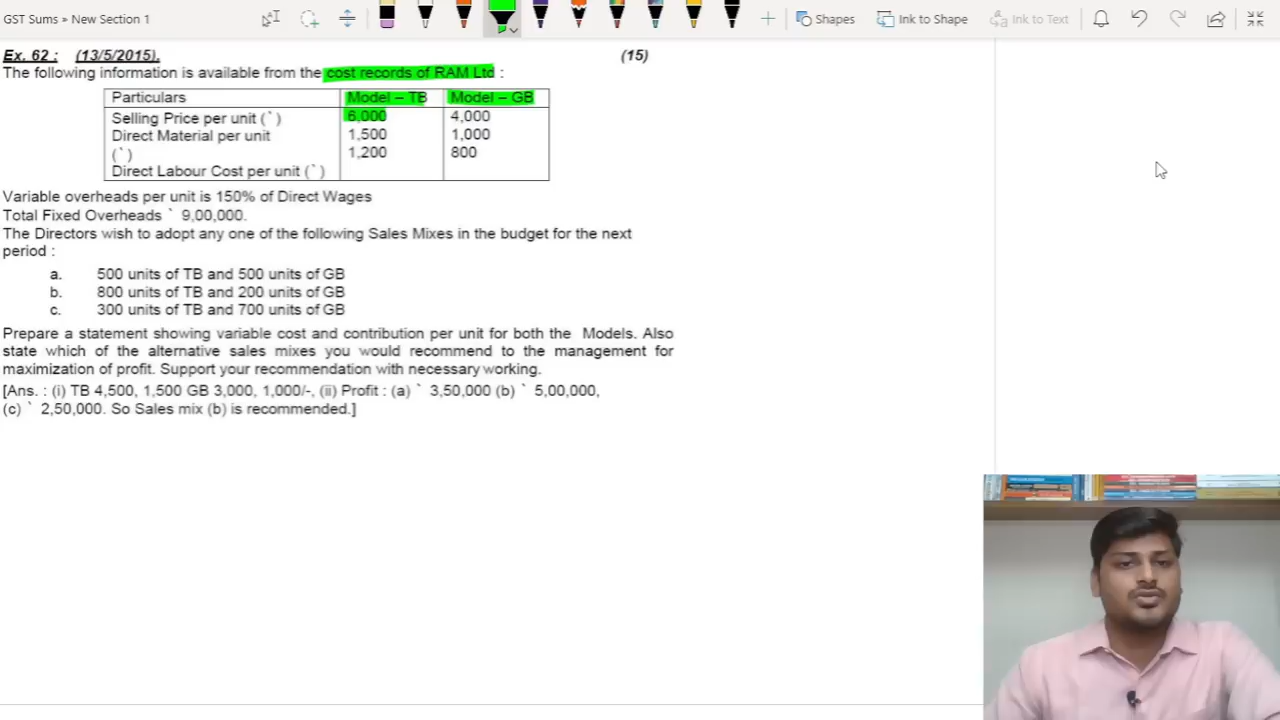 GST Sums » New Section 1
Shapes
Ink to Shape
Ink to Text
Ex. 62 : (13/5/2015). (15)
The following information is available from the cost records of RAM Ltd :
Particulars Model – TB Model – GB
Selling Price per unit (`) 6,000 4,000
Direct Material per unit 1,500 1,000
(`) 1,200 800
Direct Labour Cost per unit (`)
Variable overheads per unit is 150% of Direct Wages
Total Fixed Overheads ` 9,00,000.
The Directors wish to adopt any one of the following Sales Mixes in the budget for the next
period :
a. 500 units of TB and 500 units of GB
b. 800 units of TB and 200 units of GB
c. 300 units of TB and 700 units of GB
Prepare a statement showing variable cost and contribution per unit for both the Models. Also
state which of the alternative sales mixes you would recommend to the management for
maximization of profit. Support your recommendation with necessary working.
[Ans. : (i) TB 4,500, 1,500 GB 3,000, 1,000/-, (ii) Profit : (a) ` 3,50,000 (b) ` 5,00,000,
(c) ` 2,50,000. So Sales mix (b) is recommended.]